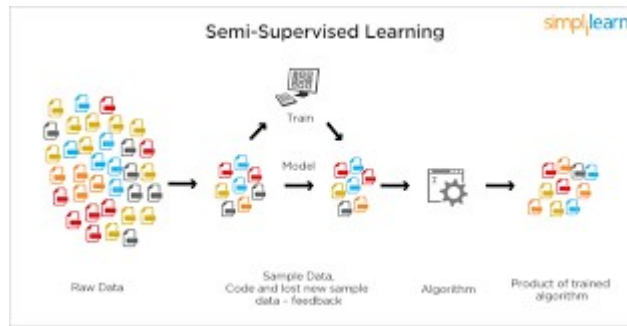 Semi-Supervised Learning
simplilearn
Train
Model
Raw Data
Sample Data,
Code and lost new sample
data - feedback
Algorithm
Product of trained
algorithm